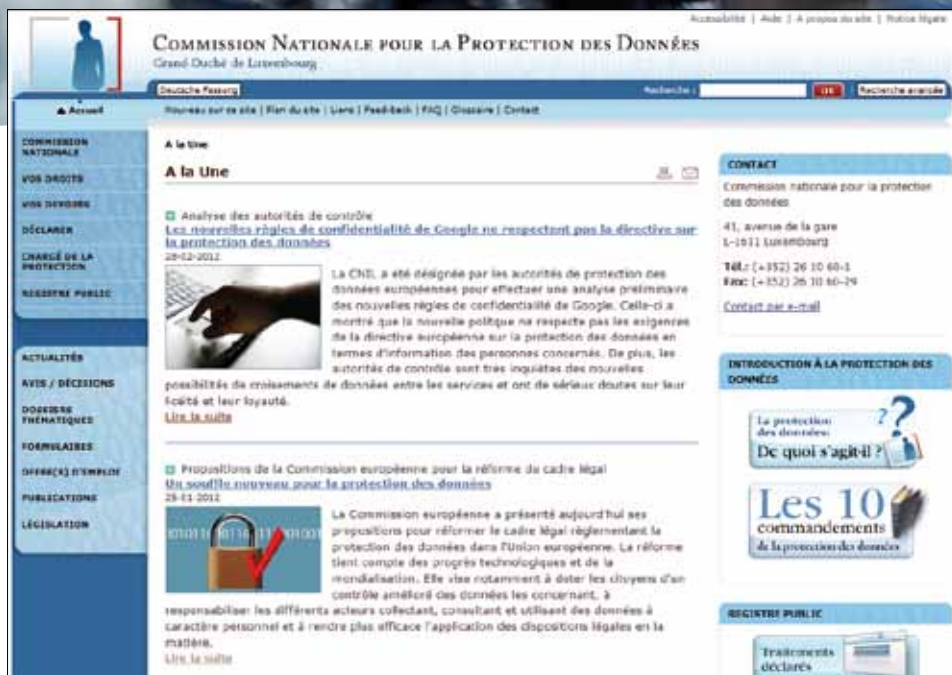 Accessibilité | Aide | A propos du site | Notice légale
COMMISSION NATIONALE POUR LA PROTECTION DES DONNÉES
Grand-Duché de Luxembourg
Deutsche Fassung
Recherche :
OK
Recherche avancée
Accueil
Nouveau sur ce site | Plan du site | Liens | Feed-back | FAQ | Glossaire | Contact
COMMISSION
NATIONALE
VOS DROITS
VOS DEVOIRS
DÉCLARER
CHARGÉ DE LA
PROTECTION
REGISTRE PUBLIC
ACTUALITÉS
AVIS / DÉCISIONS
DOSSIERS
THÉMATIQUES
FORMULAIRES
OFFRE(S) D'EMPLOI
PUBLICATIONS
LÉGISLATION
A la Une
A la Une
Analyse des autorités de contrôle
Les nouvelles règles de confidentialité de Google ne respectent pas la directive sur
la protection des données
28-02-2012
La CNIL a été désignée par les autorités de protection des
données européennes pour effectuer une analyse préliminaire
des nouvelles règles de confidentialité de Google. Celle-ci a
montré que la nouvelle politque ne respecte pas les exigences
de la directive européenne sur la protection des données en
termes d'information des personnes concernés. De plus, les
autorités de contrôle sont très inquiètes des nouvelles
possibilités de croisements de données entre les services et ont de sérieux doutes sur leur
licéité et leur loyauté.
Lire la suite
Propositions de la Commission européenne pour la réforme du cadre légal
Un souffle nouveau pour la protection des données
25-01-2012
La Commission européenne a présenté aujourd'hui ses
propositions pour réformer le cadre légal règlementant la
protection des données dans l'Union européenne. La réforme
tient compte des progrès technologiques et de la
mondialisation. Elle vise notamment à doter les citoyens d'un
contrôle amélioré des données les concernant, à
responsabiliser les différents acteurs collectant, consultant et utilisant des données à
caractère personnel et à rendre plus efficace l'application des dispositions légales en la
matière.
Lire la suite
CONTACT
Commission nationale pour la protection
des données
41, avenue de la gare
L-1611 Luxembourg
Tél.: (+352) 26 10 60-1
Fax: (+352) 26 10 60-29
Contact par e-mail
INTRODUCTION À LA PROTECTION DES
DONNÉES
La protection
des données:
De quoi s'agit-il ?
Les 10
commandements
de la protection des données
REGISTRE PUBLIC
Traitements
déclarés